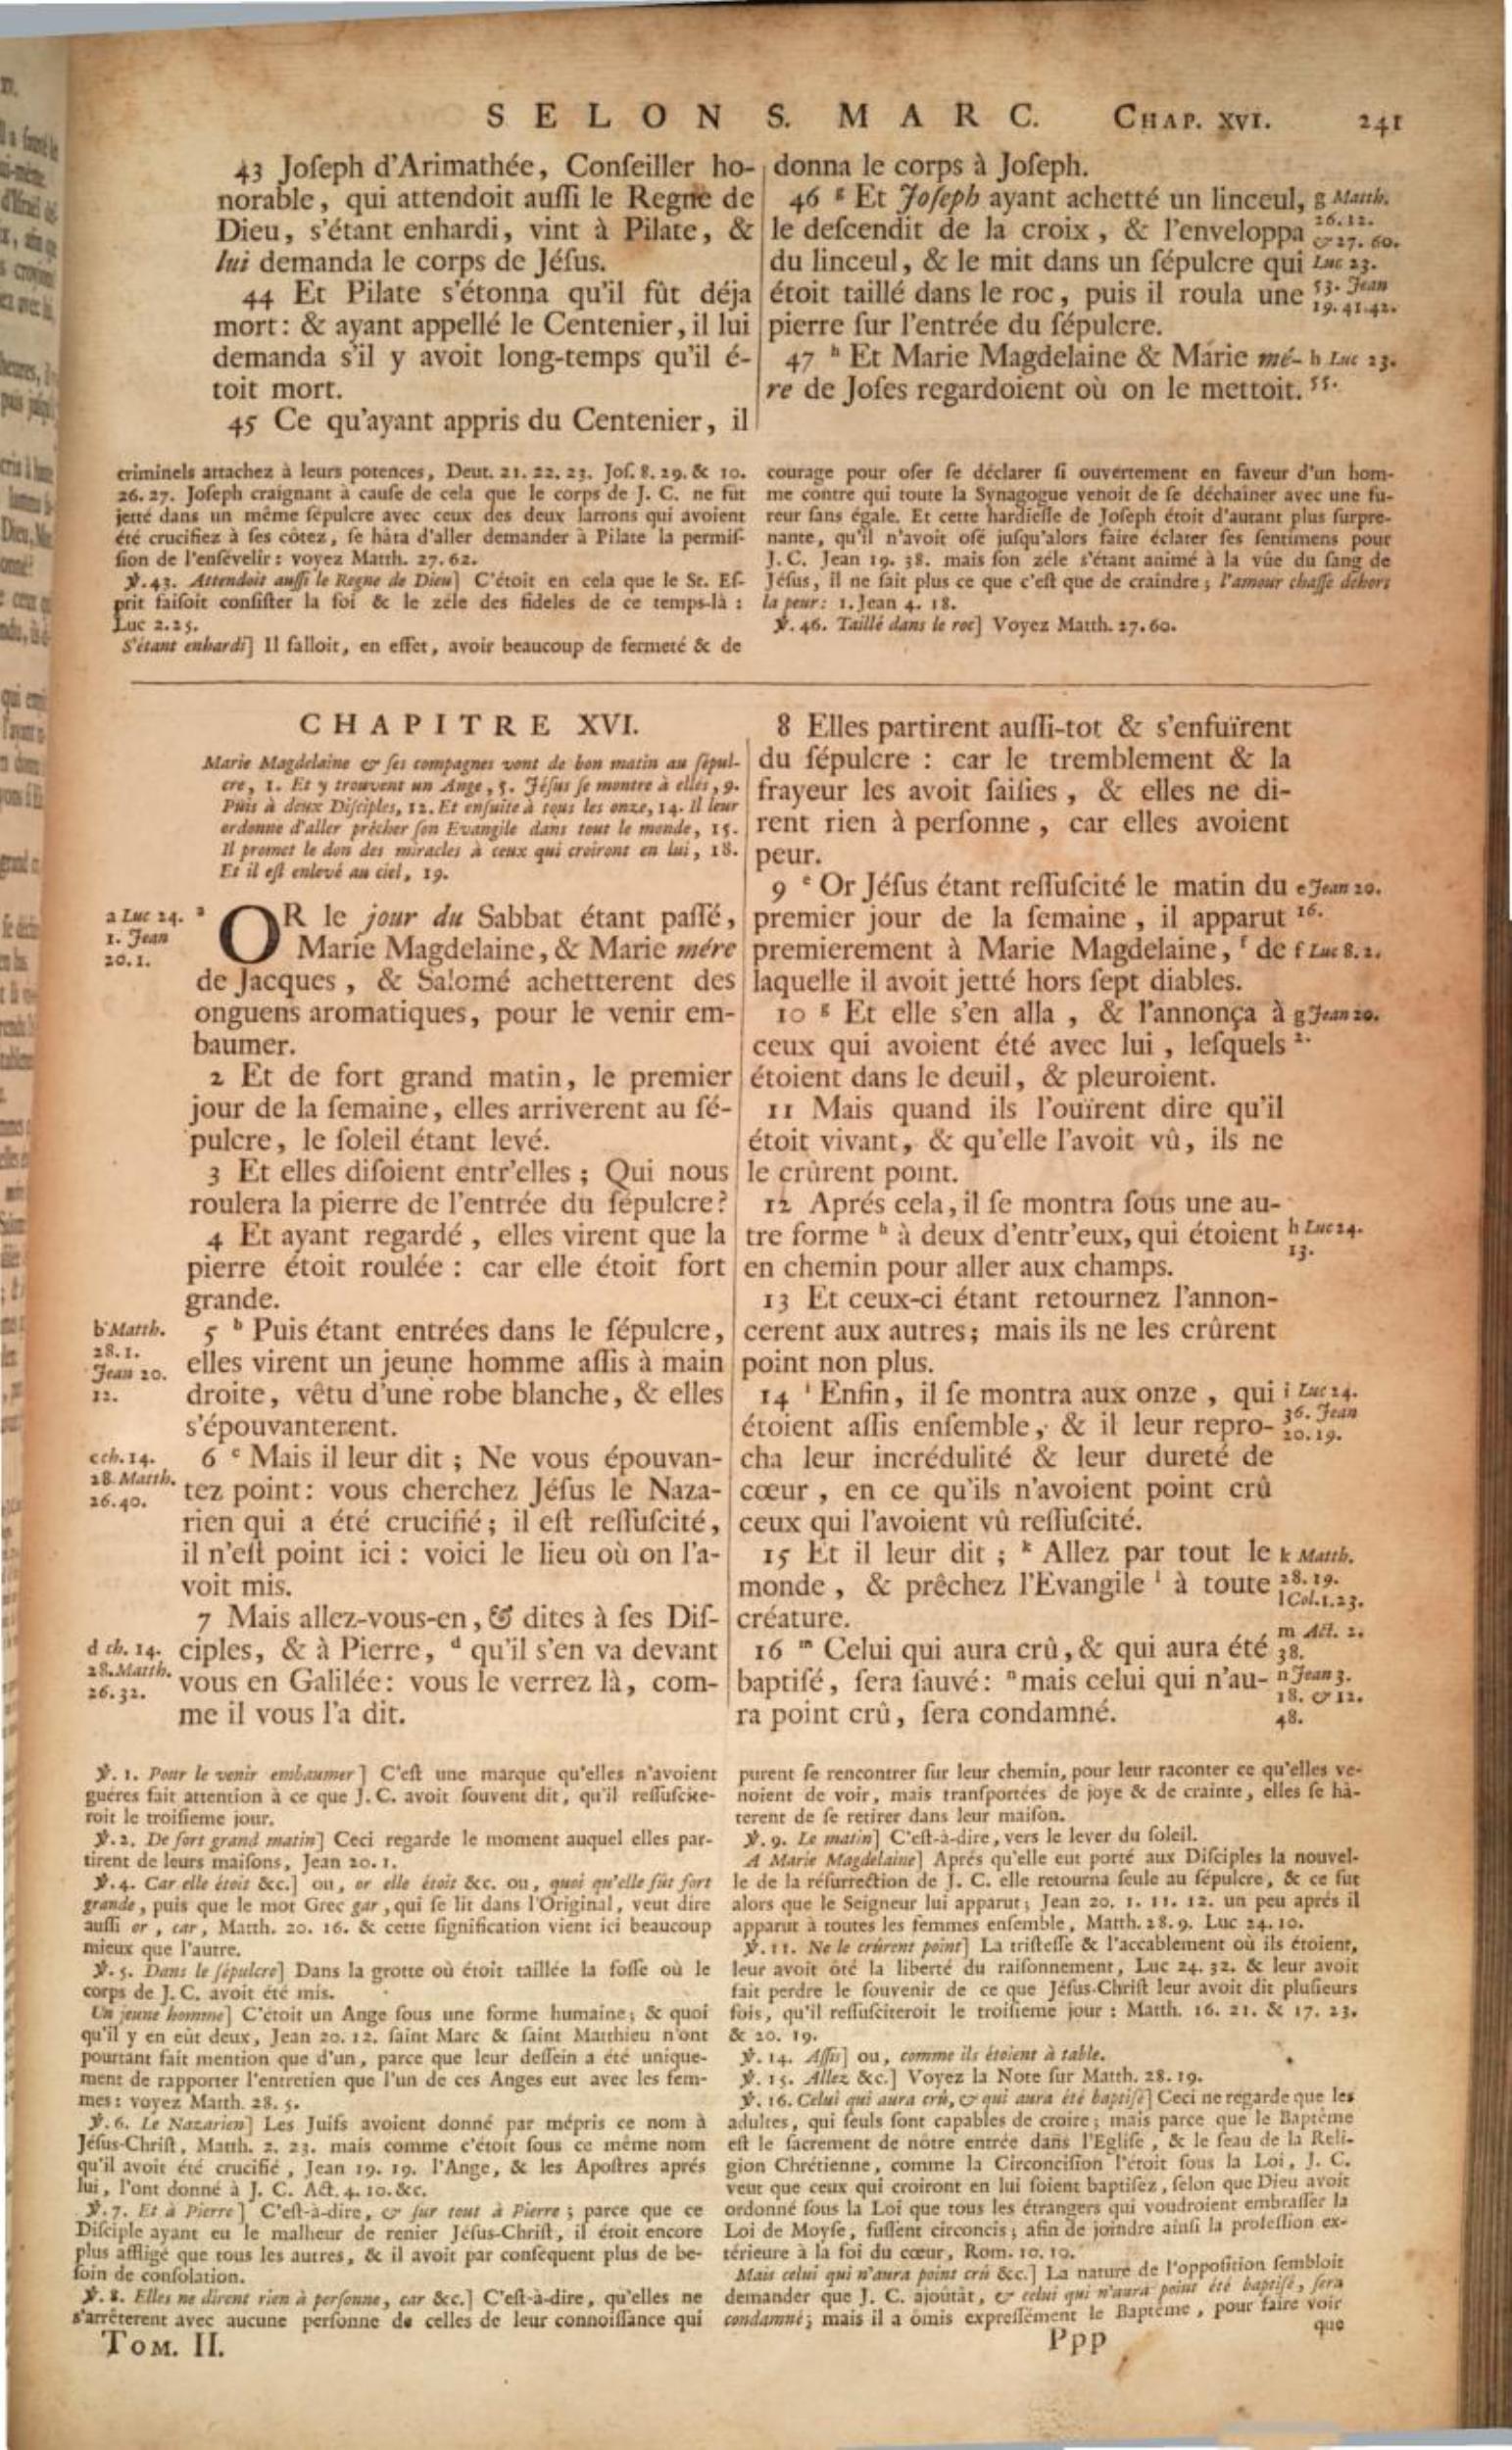 SELON S. MARC. CHAP. XVI. 241
43 Joſeph d'Arimathée, Conſeiller ho-
norable, qui attendoit auſſi le Regne de
Dieu, s'étant enhardi, vint à Pilate, &
lui demanda le corps de Jéſus.
44 Et Pilate s'étonna qu'il fût déja
mort: & ayant appellé le Centenier, il lui
demanda s'il y avoit long-temps qu'il é-
toit mort.
45 Ce qu'ayant appris du Centenier, il
donna le corps à Joſeph.
46 g Et Joſeph ayant achetté un linceul,
le deſcendit de la croix, & l'enveloppa
du linceul, & le mit dans un ſépulcre qui
étoit taillé dans le roc, puis il roula une
pierre ſur l'entrée du ſépulcre.
47 h Et Marie Magdelaine & Marie mé-
re de Joſes regardoient où on le mettoit.
g Matth.
26.12.
& 27. 60.
Luc 23.
53. Jean
19.41.42.
h Luc 23.
55.
criminels attachez à leurs potences, Deut. 21. 22. 23. Joſ. 8. 29. & 10.
26. 27. Joſeph craignant à cauſe de cela que le corps de J. C. ne fût
jetté dans un même ſépulcre avec ceux des deux larrons qui avoient
été crucifiez à ſes côtez, ſe hâta d'aller demander à Pilate la permiſ-
ſion de l'enſévelir: voyez Matth. 27. 62.
℣. 43. Attendoit auſſi le Regne de Dieu] C'étoit en cela que le St. Eſ-
prit faiſoit conſiſter la foi & le zéle des fideles de ce temps-là:
Luc 2.25.
S'étant enhardi] Il falloit, en effet, avoir beaucoup de fermeté & de
courage pour oſer ſe déclarer ſi ouvertement en faveur d'un hom-
me contre qui toute la Synagogue venoit de ſe déchaîner avec une fu-
reur ſans égale. Et cette hardieſſe de Joſeph étoit d'autant plus ſurpre-
nante, qu'il n'avoit oſé juſqu'alors faire éclater ſes ſentimens pour
J. C. Jean 19. 38. mais ſon zéle s'étant animé à la vûe du ſang de
Jéſus, il ne ſait plus ce que c'eſt que de craindre; l'amour chaſſe dehors
la peur: 1. Jean 4. 18.
℣. 46. Taillé dans le roc] Voyez Matth. 27. 60.
CHAPITRE XVI.
Marie Magdelaine & ſes compagnes vont de bon matin au ſépul-
cre, 1. Et y trouvent un Ange, 5. Jéſus ſe montre à elles, 9.
Puis à deux Diſciples, 12. Et enſuite à tous les onze, 14. Il leur
ordonne d'aller prêcher ſon Evangile dans tout le monde, 15.
Il promet le don des miracles à ceux qui croiront en lui, 18.
Et il eſt enlevé au ciel, 19.
a Luc 24.
1. Jean
20.1.
a OR le jour du Sabbat étant paſſé,
Marie Magdelaine, & Marie mére
de Jacques, & Salomé achetterent des
onguens aromatiques, pour le venir em-
baumer.
2 Et de fort grand matin, le premier
jour de la ſemaine, elles arriverent au ſé-
pulcre, le ſoleil étant levé.
3 Et elles diſoient entr'elles; Qui nous
roulera la pierre de l'entrée du ſépulcre?
4 Et ayant regardé, elles virent que la
pierre étoit roulée: car elle étoit fort
grande.
b Matth.
28.1.
Jean 20.
12.
5 b Puis étant entrées dans le ſépulcre,
elles virent un jeune homme aſſis à main
droite, vêtu d'une robe blanche, & elles
s'épouvanterent.
c ch. 14.
28. Matth.
26.40.
6 c Mais il leur dit; Ne vous épouvan-
tez point: vous cherchez Jéſus le Naza-
rien qui a été crucifié; il eſt reſſuſcité,
il n'eſt point ici: voici le lieu où on l'a-
voit mis.
7 Mais allez-vous-en, & dites à ſes Diſ-
ciples, & à Pierre, d qu'il s'en va devant
vous en Galilée: vous le verrez là, com-
me il vous l'a dit.
d ch. 14.
28. Matth.
26.32.
8 Elles partirent auſſi-tot & s'enfuïrent
du ſépulcre: car le tremblement & la
frayeur les avoit ſaiſies, & elles ne di-
rent rien à perſonne, car elles avoient
peur.
9 e Or Jéſus étant reſſuſcité le matin du
premier jour de la ſemaine, il apparut
premierement à Marie Magdelaine, f de
laquelle il avoit jetté hors ſept diables.
10 g Et elle s'en alla, & l'annonça à
ceux qui avoient été avec lui, leſquels
étoient dans le deuil, & pleuroient.
11 Mais quand ils l'ouïrent dire qu'il
étoit vivant, & qu'elle l'avoit vû, ils ne
le crûrent point.
12 Aprés cela, il ſe montra ſous une au-
tre forme h à deux d'entr'eux, qui étoient
en chemin pour aller aux champs.
13 Et ceux-ci étant retournez l'annon-
cerent aux autres; mais ils ne les crûrent
point non plus.
14 i Enfin, il ſe montra aux onze, qui
étoient aſſis enſemble, & il leur repro-
cha leur incrédulité & leur dureté de
cœur, en ce qu'ils n'avoient point crû
ceux qui l'avoient vû reſſuſcité.
15 Et il leur dit; k Allez par tout le
monde, & prêchez l'Evangile l à toute
créature.
16 m Celui qui aura crû, & qui aura été
baptiſé, ſera ſauvé: n mais celui qui n'au-
ra point crû, ſera condamné.
e Jean 20.
16.
f Luc 8. 2.
g Jean 20.
2.
h Luc 24.
13.
i Luc 24.
36. Jean
20.19.
k Matth.
28.19.
l Col. 1.23.
m Act. 2.
38.
n Jean 3.
18. & 12.
48.
℣. 1. Pour le venir embaumer] C'eſt une marque qu'elles n'avoient
guéres fait attention à ce que J. C. avoit ſouvent dit, qu'il reſſuſcite-
roit le troiſieme jour.
℣. 2. De fort grand matin] Ceci regarde le moment auquel elles par-
tirent de leurs maiſons, Jean 20. 1.
℣. 4. Car elle étoit &c.] ou, or elle étoit &c. ou, quoi qu'elle fût fort
grande, puis que le mot Grec gar, qui ſe lit dans l'Original, veut dire
auſſi or, car, Matth. 20. 16. & cette ſignification vient ici beaucoup
mieux que l'autre.
℣. 5. Dans le ſépulcre] Dans la grotte où étoit taillée la foſſe où le
corps de J. C. avoit été mis.
Un jeune homme] C'étoit un Ange ſous une forme humaine; & quoi
qu'il y en eût deux, Jean 20. 12. ſaint Marc & ſaint Matthieu n'ont
pourtant fait mention que d'un, parce que leur deſſein a été unique-
ment de rapporter l'entretien que l'un de ces Anges eut avec les fem-
mes: voyez Matth. 28. 5.
℣. 6. Le Nazarien] Les Juifs avoient donné par mépris ce nom à
Jéſus-Chriſt, Matth. 2. 23. mais comme c'étoit ſous ce même nom
qu'il avoit été crucifié, Jean 19. 19. l'Ange, & les Apoſtres aprés
lui, l'ont donné à J. C. Act. 4. 10. &c.
℣. 7. Et à Pierre] C'eſt-à-dire, & ſur tout à Pierre; parce que ce
Diſciple ayant eu le malheur de renier Jéſus-Chriſt, il étoit encore
plus affligé que tous les autres, & il avoit par conſéquent plus de be-
ſoin de conſolation.
℣. 8. Elles ne dirent rien à perſonne, car &c.] C'eſt-à-dire, qu'elles ne
s'arrêterent avec aucune perſonne de celles de leur connoiſſance qui
purent ſe rencontrer ſur leur chemin, pour leur raconter ce qu'elles ve-
noient de voir, mais tranſportées de joye & de crainte, elles ſe hâ-
terent de ſe retirer dans leur maiſon.
℣. 9. Le matin] C'eſt-à-dire, vers le lever du ſoleil.
A Marie Magdelaine] Aprés qu'elle eut porté aux Diſciples la nouvel-
le de la réſurrection de J. C. elle retourna ſeule au ſépulcre, & ce fut
alors que le Seigneur lui apparut; Jean 20. 1. 11. 12. un peu aprés il
apparut à toutes les femmes enſemble, Matth. 28. 9. Luc 24. 10.
℣. 11. Ne le crûrent point] La triſteſſe & l'accablement où ils étoient,
leur avoit ôté la liberté du raiſonnement, Luc 24. 32. & leur avoit
fait perdre le ſouvenir de ce que Jéſus-Chriſt leur avoit dit pluſieurs
fois, qu'il reſſuſciteroit le troiſieme jour: Matth. 16. 21. & 17. 23.
& 20. 19.
℣. 14. Aſſis] ou, comme ils étoient à table.
℣. 15. Allez &c.] Voyez la Note ſur Matth. 28. 19.
℣. 16. Celui qui aura crû, & qui aura été baptiſé] Ceci ne regarde que les
adultes, qui ſeuls ſont capables de croire; mais parce que le Baptême
eſt le ſacrement de nôtre entrée dans l'Egliſe, & le ſeau de la Reli-
gion Chrétienne, comme la Circonciſion l'étoit ſous la Loi, J. C.
veut que ceux qui croiront en lui ſoient baptiſez, ſelon que Dieu avoit
ordonné ſous la Loi que tous les étrangers qui voudroient embraſſer la
Loi de Moyſe, fuſſent circoncis; afin de joindre ainſi la profeſſion ex-
térieure à la foi du cœur, Rom. 10. 10.
Mais celui qui n'aura point crû &c.] La nature de l'oppoſition ſembloit
demander que J. C. ajoûtât, & celui qui n'aura point été baptiſé, ſera
condamné; mais il a omis expreſſément le Baptême, pour faire voir
que
TOM. II.
Ppp